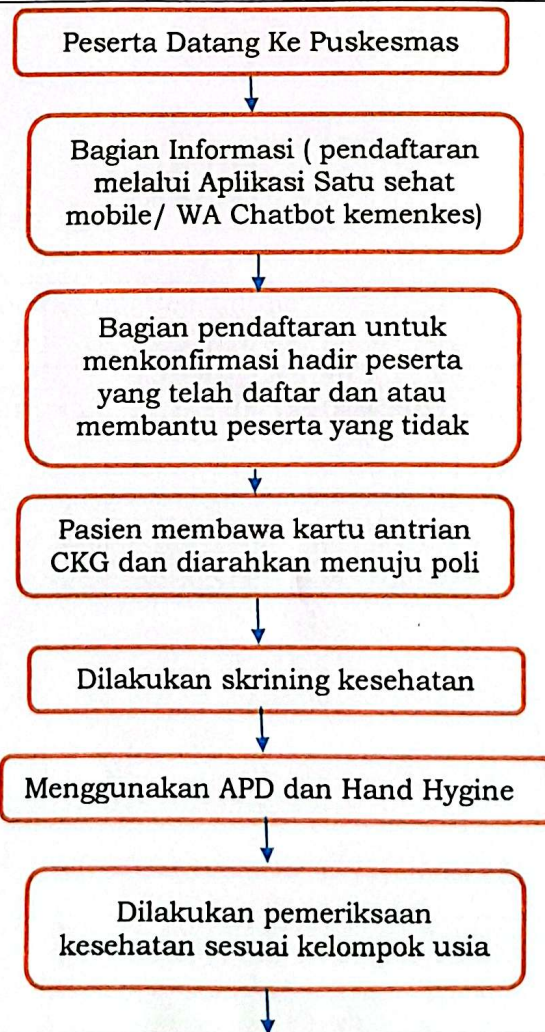 Peserta Datang Ke Puskesmas
Bagian Informasi ( pendaftaran
melalui Aplikasi Satu sehat
mobile/ WA Chatbot kemenkes)
Bagian pendaftaran untuk
menkonfirmasi hadir peserta
yang telah daftar dan atau
membantu peserta yang tidak
Pasien membawa kartu antrian
CKG dan diarahkan menuju poli
Dilakukan skrining kesehatan
Menggunakan APD dan Hand Hygine
Dilakukan pemeriksaan
kesehatan sesuai kelompok usia